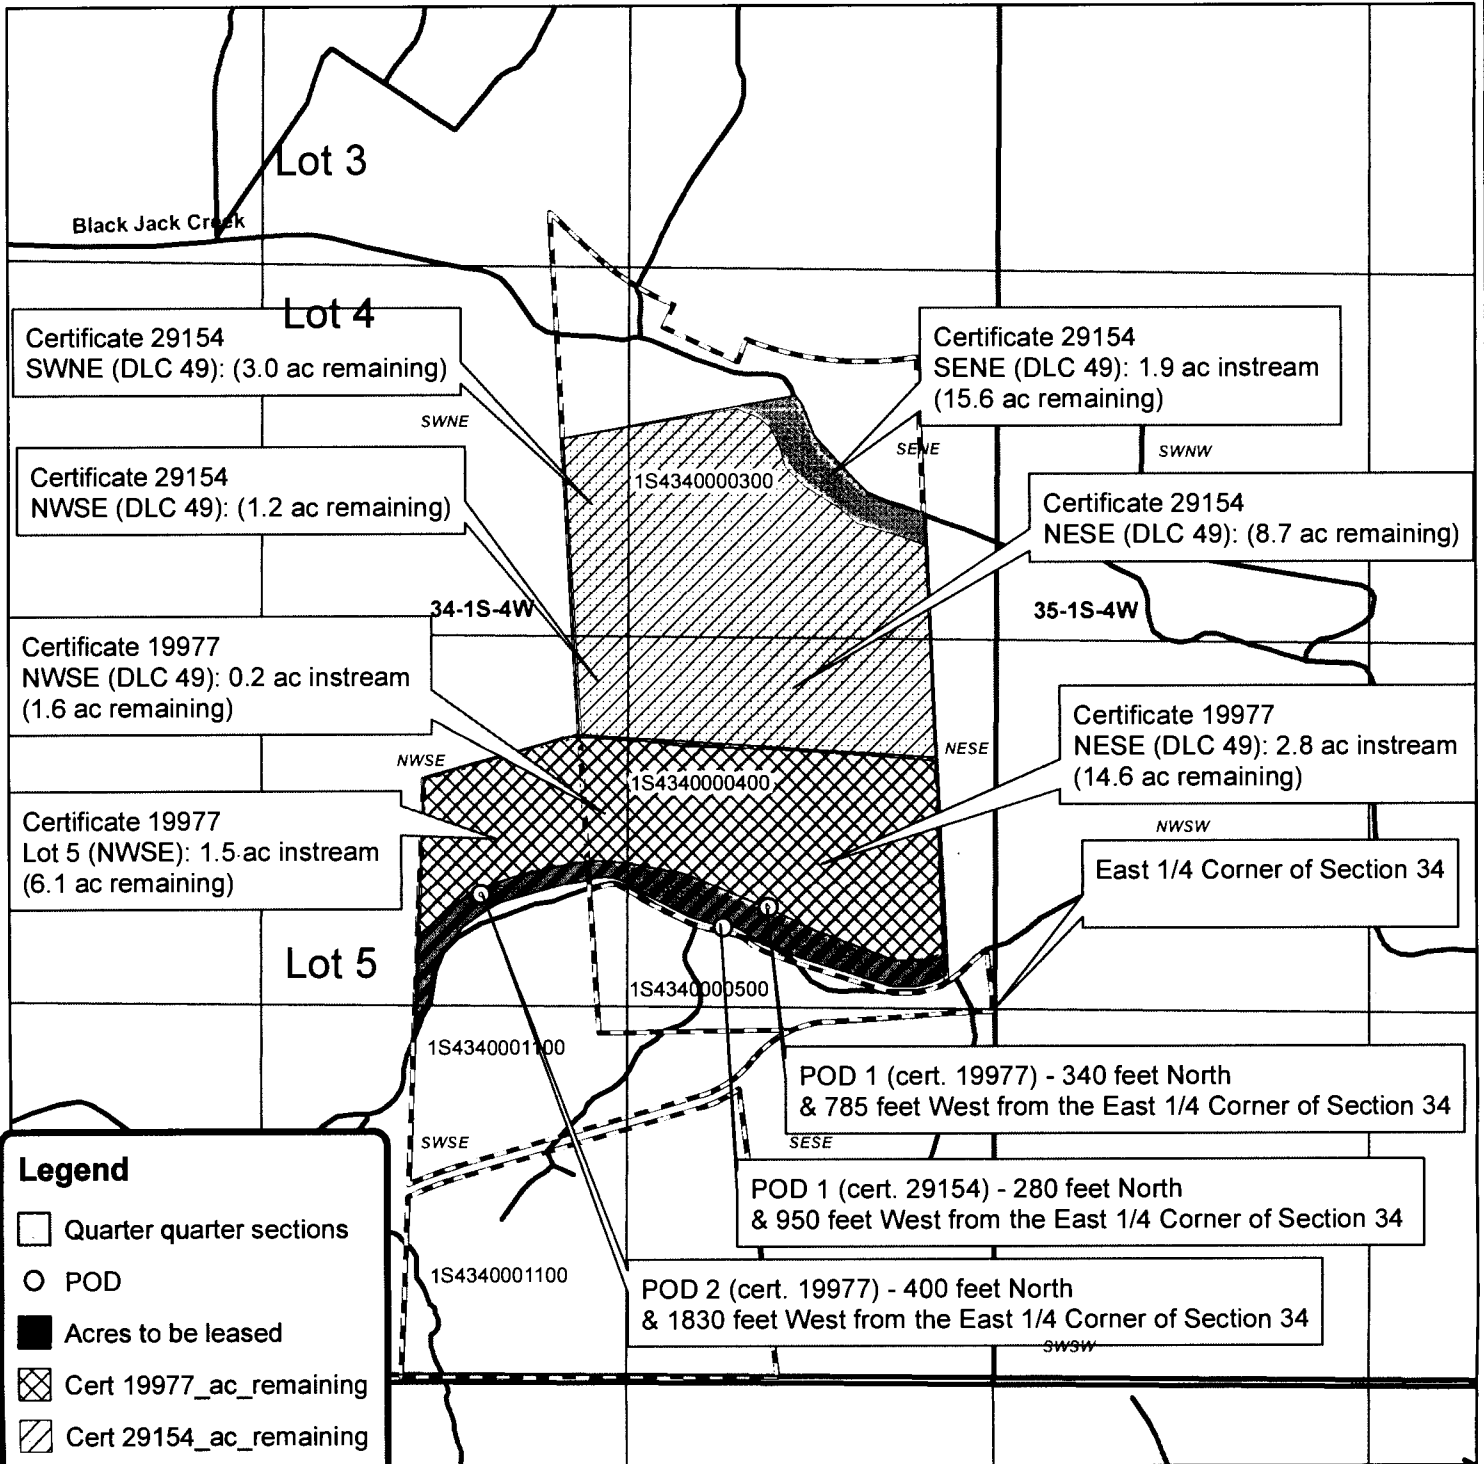 Lot 3
Black Jack Creek
Lot 4
Certificate 29154
SWNE (DLC 49): (3.0 ac remaining)
Certificate 29154
SENE (DLC 49): 1.9 ac instream
(15.6 ac remaining)
SWNE
SENE
SWNW
Certificate 29154
NWSE (DLC 49): (1.2 ac remaining)
1S4340000300
Certificate 29154
NESE (DLC 49): (8.7 ac remaining)
34-1S-4W
35-1S-4W
Certificate 19977
NWSE (DLC 49): 0.2 ac instream
(1.6 ac remaining)
Certificate 19977
NESE (DLC 49): 2.8 ac instream
(14.6 ac remaining)
NWSE
NESE
1S4340000400
Certificate 19977
Lot 5 (NWSE): 1.5 ac instream
(6.1 ac remaining)
NWSW
East 1/4 Corner of Section 34
Lot 5
1S4340000500
1S4340001100
POD 1 (cert. 19977) - 340 feet North
& 785 feet West from the East 1/4 Corner of Section 34
SWSE
SESE
POD 1 (cert. 29154) - 280 feet North
& 950 feet West from the East 1/4 Corner of Section 34
1S4340001100
POD 2 (cert. 19977) - 400 feet North
& 1830 feet West from the East 1/4 Corner of Section 34
SWSW
Legend
Quarter quarter sections
POD
Acres to be leased
Cert 19977_ac_remaining
Cert 29154_ac_remaining